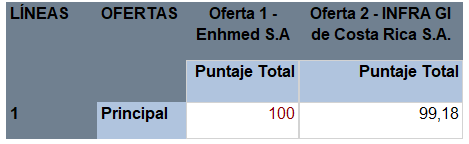 LÍNEAS OFERTAS Oferta 1 - Oferta 2 - INFRA GI
Enhmed S.A de Costa Rica S.A.
Puntaje Total Puntaje Total
1 Principal 100 99,18